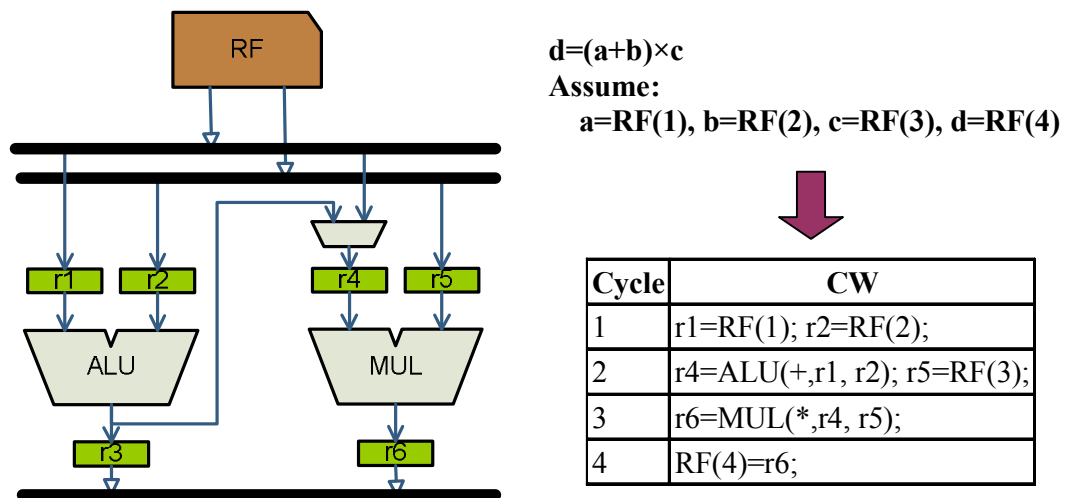 RF
d=(a+b)×c
Assume:
a=RF(1), b=RF(2), c=RF(3), d=RF(4)
r1 r2 r4 r5
ALU MUL
r3 r6
Cycle CW
1 r1=RF(1); r2=RF(2);
2 r4=ALU(+,r1, r2); r5=RF(3);
3 r6=MUL(*,r4, r5);
4 RF(4)=r6;